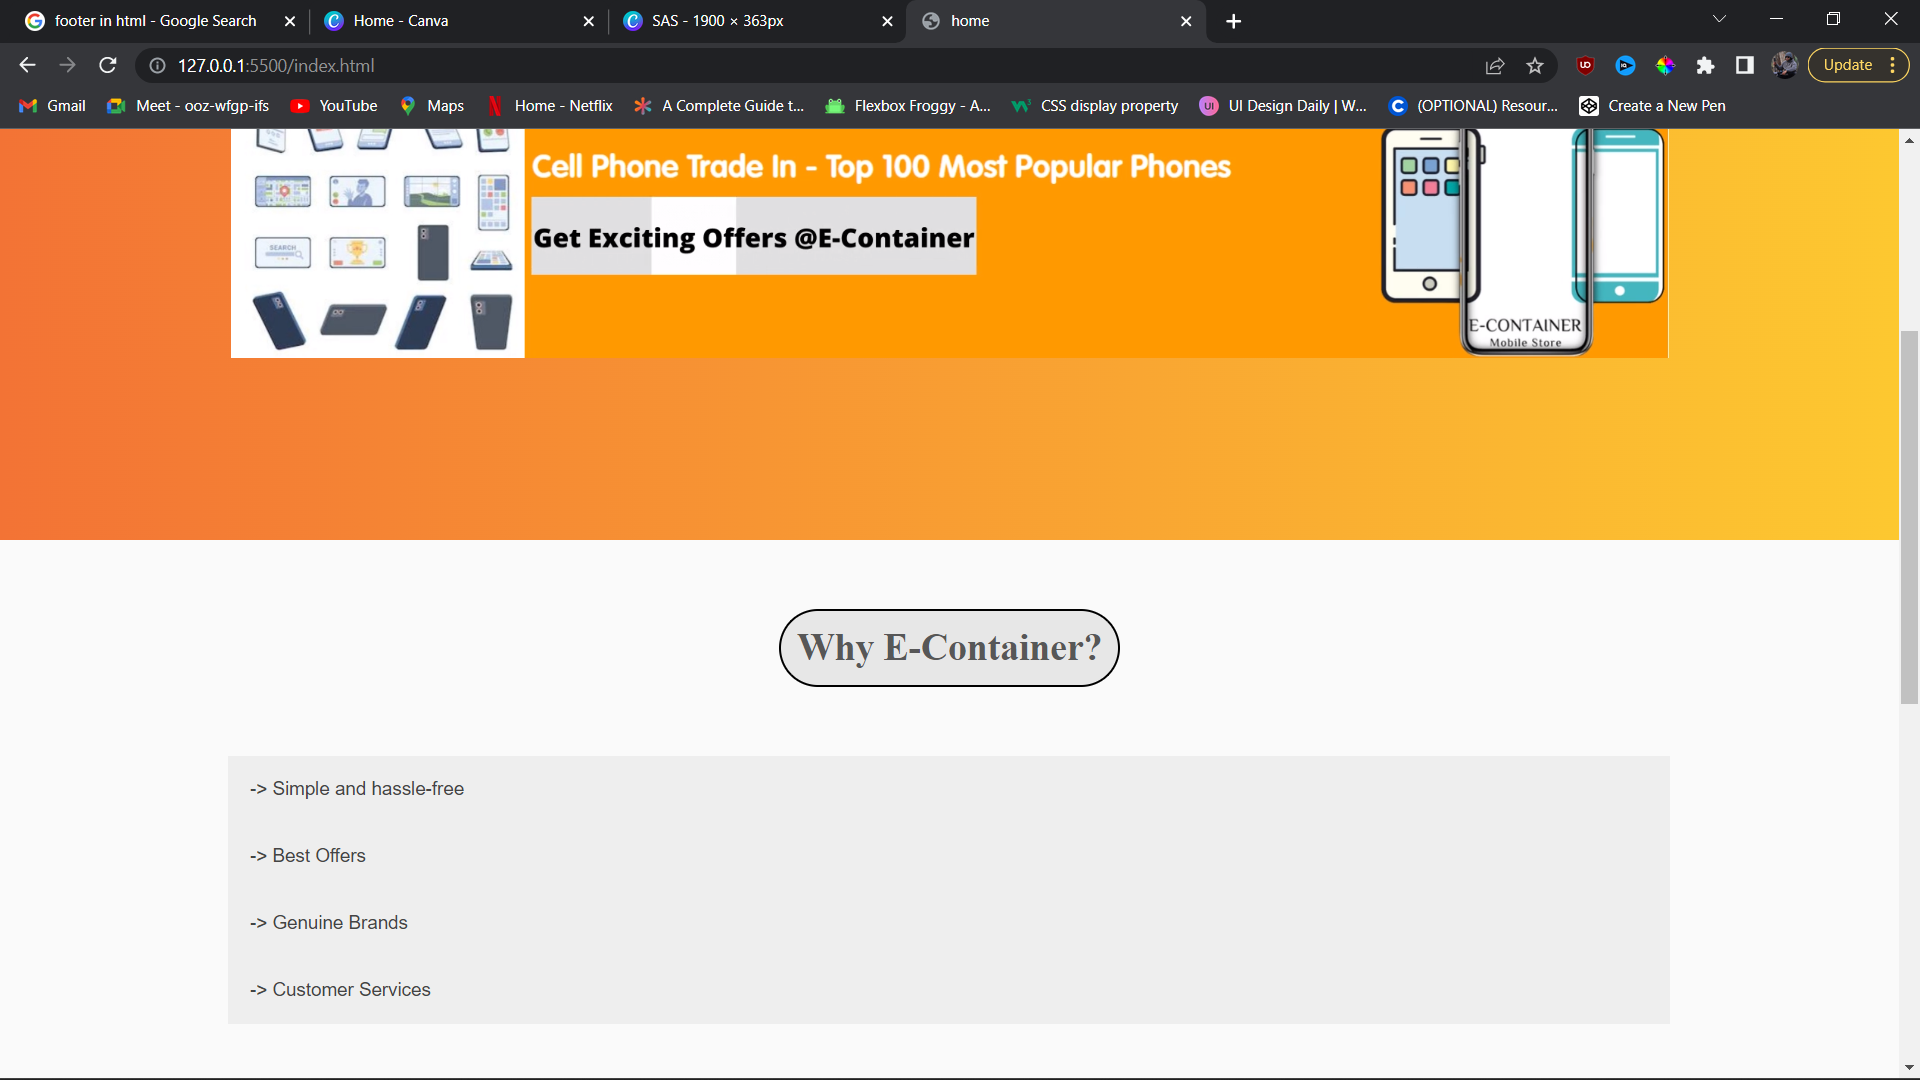 footer in html - Google Search
Home - Canva
SAS - 1900 × 363px
home
127.0.0.1:5500/index.html
Update
Gmail
Meet - ooz-wfgp-ifs
YouTube
Maps
Home - Netflix
A Complete Guide t...
Flexbox Froggy - A...
CSS display property
UI Design Daily | W...
(OPTIONAL) Resour...
Create a New Pen
Cell Phone Trade In - Top 100 Most Popular Phones
Get Exciting Offers @E-Container
SEARCH
E-CONTAINER
Mobile Store
Why E-Container?
-> Simple and hassle-free
-> Best Offers
-> Genuine Brands
-> Customer Services